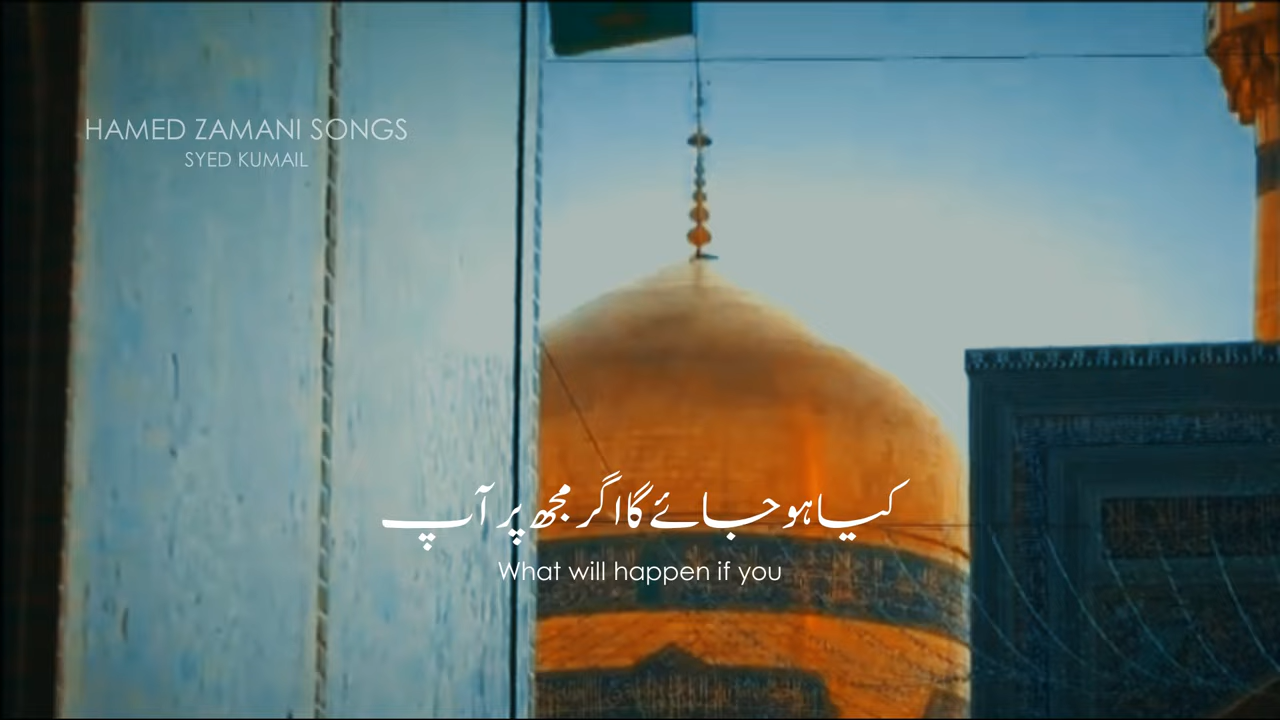 HAMED ZAMANI SONGS
SYED KUMAIL
کیا ہو جائے گا اگر مجھ پر آپ
What will happen if you